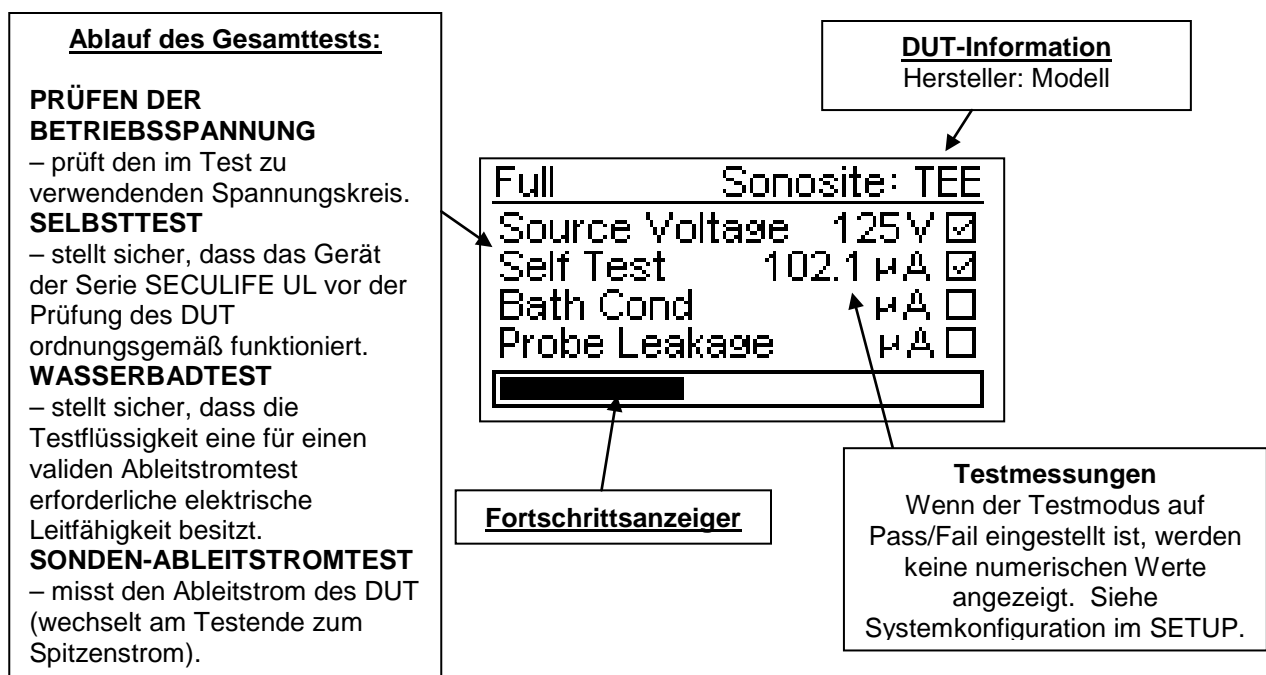 Ablauf des Gesamttests:
PRÜFEN DER
BETRIEBSSPANNUNG
– prüft den im Test zu
verwendenden Spannungskreis.
SELBSTTEST
– stellt sicher, dass das Gerät
der Serie SECULIFE UL vor der
Prüfung des DUT
ordnungsgemäß funktioniert.
WASSERBADTEST
– stellt sicher, dass die
Testflüssigkeit eine für einen
validen Ableitstromtest
erforderliche elektrische
Leitfähigkeit besitzt.
SONDEN-ABLEITSTROMTEST
– misst den Ableitstrom des DUT
(wechselt am Testende zum
Spitzenstrom).
DUT-Information
Hersteller: Modell
Full Sonosite: TEE
Source Voltage 125V ☑
Self Test 102.1 µA ☑
Bath Cond µA ☐
Probe Leakage µA ☐
Fortschrittsanzeiger
Testmessungen
Wenn der Testmodus auf
Pass/Fail eingestellt ist, werden
keine numerischen Werte
angezeigt. Siehe
Systemkonfiguration im SETUP.